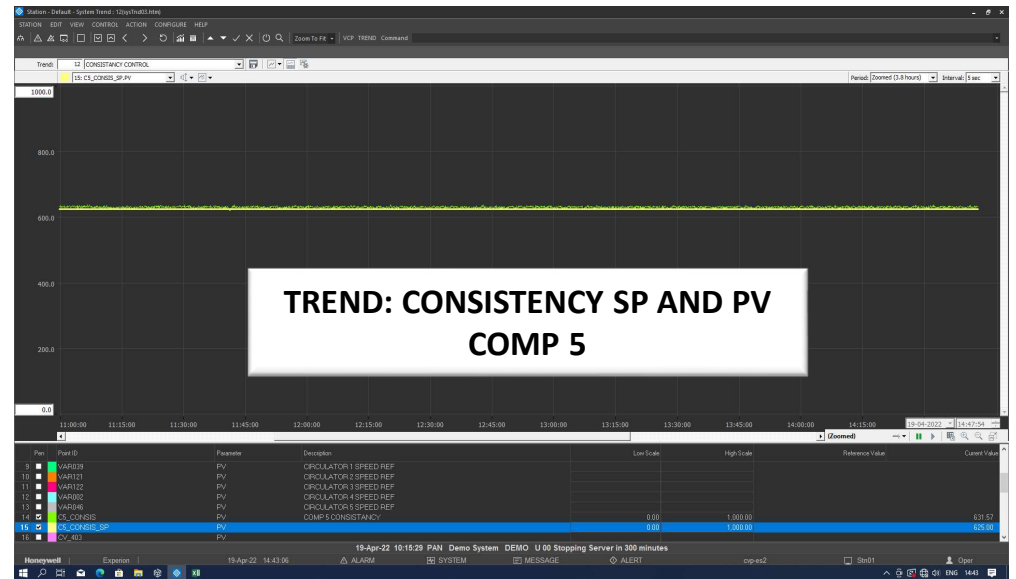 Station - Default - System Trend : 12(sysTrnd03.htm)
STATION EDIT VIEW CONTROL ACTION CONFIGURE HELP
Zoom To Fit VCP TREND Command
Trend: 12 CONSISTANCY CONTROL
15: C5_CONSIS_SP.PV Period: Zoomed (3.8 hours) Interval: 5 sec
1000.0
800.0
600.0
400.0
200.0
0.0
TREND: CONSISTENCY SP AND PV
COMP 5
11:00:00 11:15:00 11:30:00 11:45:00 12:00:00 12:15:00 12:30:00 12:45:00 13:00:00 13:15:00 13:30:00 13:45:00 14:00:00 14:15:00 19-04-2022 14:47:54
(Zoomed)
Pen Point ID Parameter Description Low Scale High Scale Reference Value Current Value
9 VAR039 PV CIRCULATOR 1 SPEED REF
10 VAR121 PV CIRCULATOR 2 SPEED REF
11 VAR122 PV CIRCULATOR 3 SPEED REF
12 VAR002 PV CIRCULATOR 4 SPEED REF
13 VAR046 PV CIRCULATOR 5 SPEED REF
14 C5_CONSIS PV COMP 5 CONSISTANCY 0.00 1,000.00 631.57
15 C5_CONSIS_SP PV 0.00 1,000.00 625.00
16 CV_403 PV
19-Apr-22 10:15:29 PAN Demo System DEMO U 00 Stopping Server in 300 minutes
Honeywell Experion 19-Apr-22 14:43:06 ALARM SYSTEM MESSAGE ALERT cvp-es2 Stn01 Oper
ENG 1443